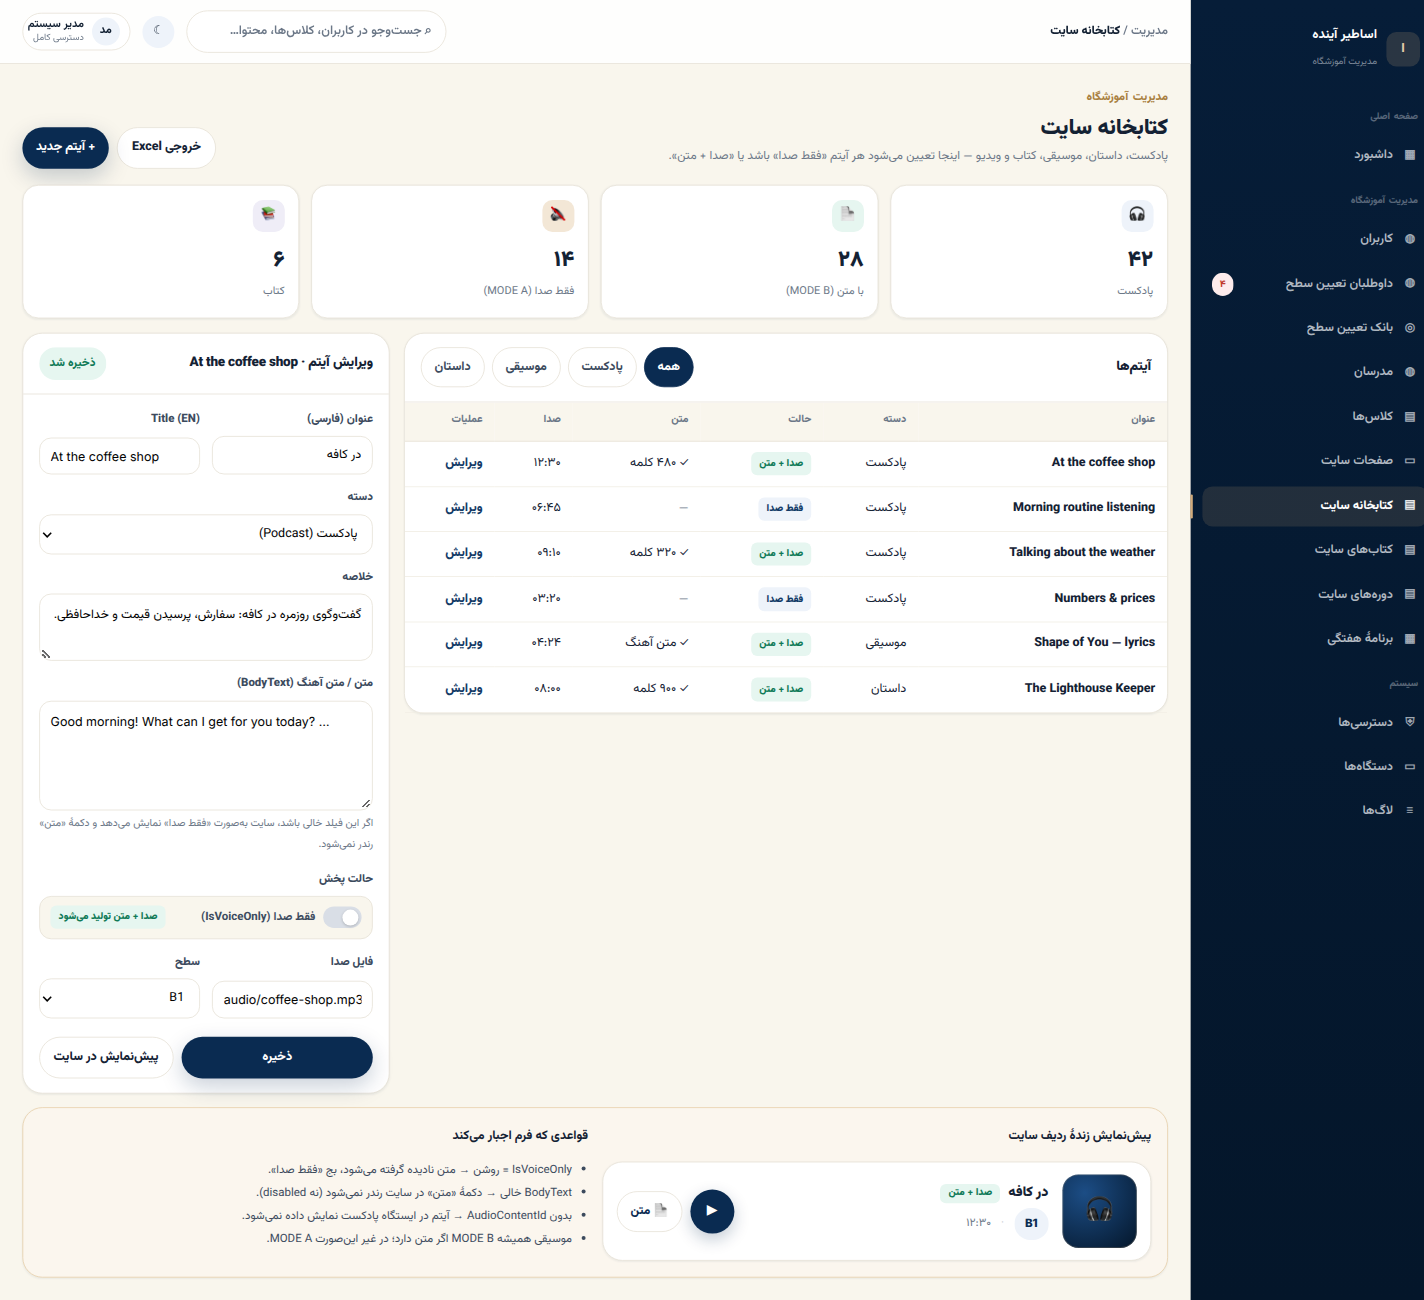 اساطیر آینده
ا
مدیریت آموزشگاه
صفحه اصلی
داشبورد
مدیریت آموزشگاه
کاربران
داوطلبان تعیین سطح
۴
بانک تعیین سطح
مدرسان
کلاس‌ها
صفحات سایت
کتابخانه سایت
کتاب‌های سایت
دوره‌های سایت
برنامهٔ هفتگی
سیستم
دسترسی‌ها
دستگاه‌ها
لاگ‌ها
مدیریت / کتابخانه سایت
جست‌وجو در کاربران، کلاس‌ها، محتوا...
مد
مدیر سیستم
دسترسی کامل
مدیریت آموزشگاه
کتابخانه سایت
پادکست، داستان، موسیقی، کتاب و ویدیو — اینجا تعیین می‌شود هر آیتم «فقط صدا» باشد یا «صدا + متن».
خروجی Excel
+ آیتم جدید
۴۲
پادکست
۲۸
با متن (MODE B)
۱۴
فقط صدا (MODE A)
۶
کتاب
آیتم‌ها
همه
پادکست
موسیقی
داستان
عنوان دسته حالت متن صدا عملیات
At the coffee shop پادکست صدا + متن ✓ ۴۸۰ کلمه ۱۲:۳۰ ویرایش
Morning routine listening پادکست فقط صدا — ۰۶:۴۵ ویرایش
Talking about the weather پادکست صدا + متن ✓ ۳۲۰ کلمه ۰۹:۱۰ ویرایش
Numbers & prices پادکست فقط صدا — ۰۳:۲۰ ویرایش
Shape of You — lyrics موسیقی صدا + متن ✓ متن آهنگ ۰۴:۲۴ ویرایش
The Lighthouse Keeper داستان صدا + متن ✓ ۹۰۰ کلمه ۰۸:۰۰ ویرایش
ویرایش آیتم · At the coffee shop
ذخیره شد
عنوان (فارسی)
Title (EN)
در کافه
At the coffee shop
دسته
پادکست (Podcast)
خلاصه
گفت‌وگوی روزمره در کافه: سفارش، پرسیدن قیمت و خداحافظی.
متن / متن آهنگ (BodyText)
Good morning! What can I get for you today? ...
اگر این فیلد خالی باشد، سایت به‌صورت «فقط صدا» نمایش می‌دهد و دکمهٔ «متن»
رندر نمی‌شود.
حالت پخش
فقط صدا (IsVoiceOnly)
صدا + متن تولید می‌شود
فایل صدا
سطح
audio/coffee-shop.mp3
B1
ذخیره
پیش‌نمایش در سایت
پیش‌نمایش زندهٔ ردیف سایت
در کافه
صدا + متن
B1 · ۱۲:۳۰
متن
قواعدی که فرم اجبار می‌کند
• IsVoiceOnly = روشن → متن نادیده گرفته می‌شود، بج «فقط صدا».
• BodyText خالی → دکمهٔ «متن» در سایت رندر نمی‌شود (نه disabled).
• بدون AudioContentId → آیتم در ایستگاه پادکست نمایش داده نمی‌شود.
• موسیقی همیشه MODE B اگر متن دارد؛ در غیر این‌صورت MODE A.